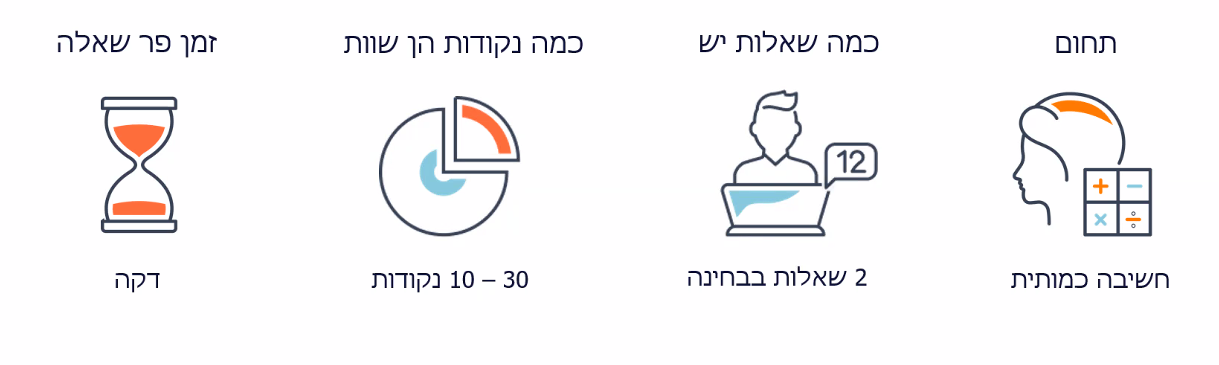 תחום
כמה שאלות יש
כמה נקודות הן שוות
זמן פר שאלה
12
+ −
× ÷
חשיבה כמותית
2 שאלות בבחינה
10 – 30 נקודות
דקה